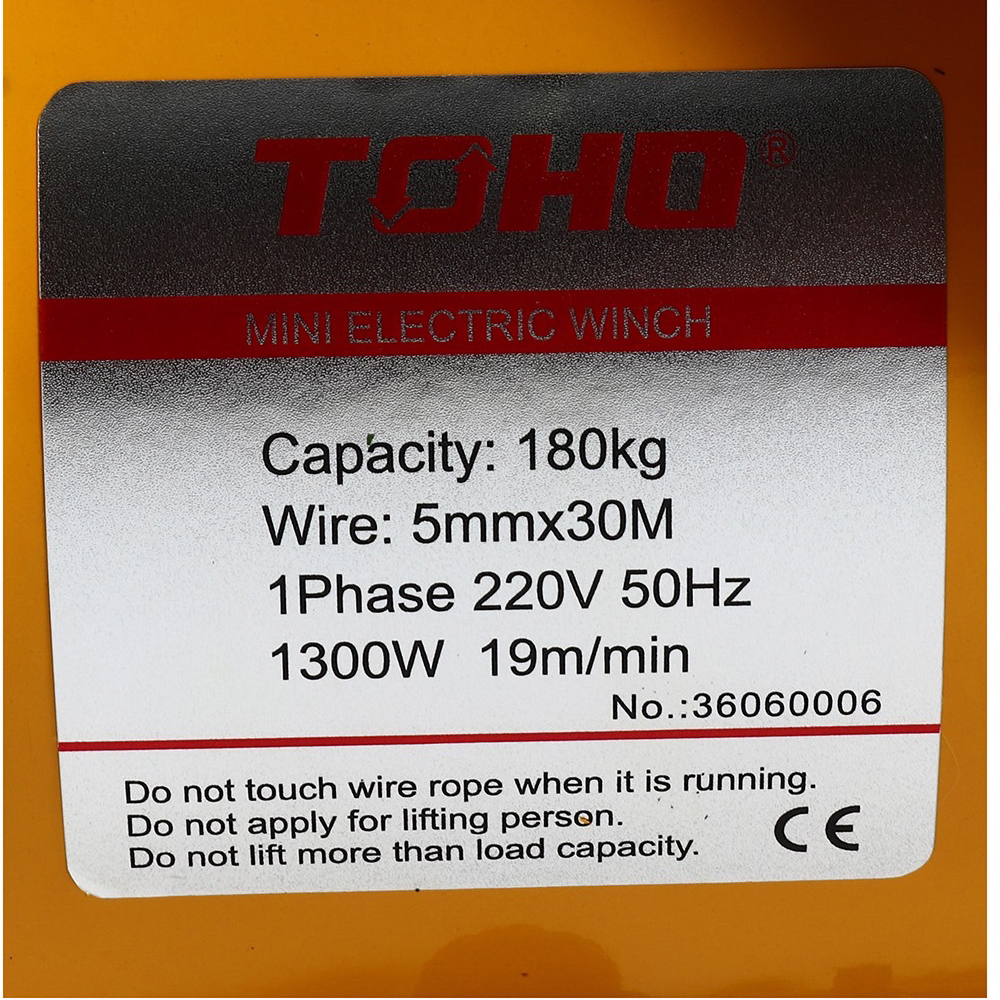 TOHO®
MINI ELECTRIC WINCH
Capacity: 180kg
Wire: 5mmx30M
1Phase 220V 50Hz
1300W 19m/min
No.:36060006
Do not touch wire rope when it is running.
Do not apply for lifting person.
Do not lift more than load capacity.
CE